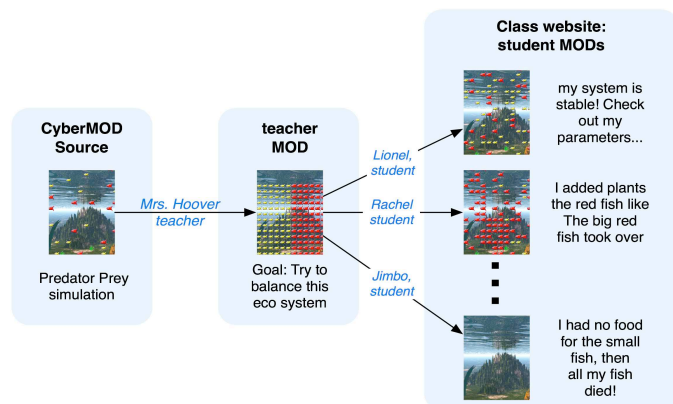 Class website:
student MODs
CyberMOD
Source
teacher
MOD
Mrs. Hoover
teacher
Lionel,
student
Rachel
student
Jimbo,
student
Predator Prey
simulation
Goal: Try to
balance this
eco system
my system is
stable! Check
out my
parameters...
I added plants
the red fish like
The big red
fish took over
I had no food
for the small
fish, then
all my fish
died!